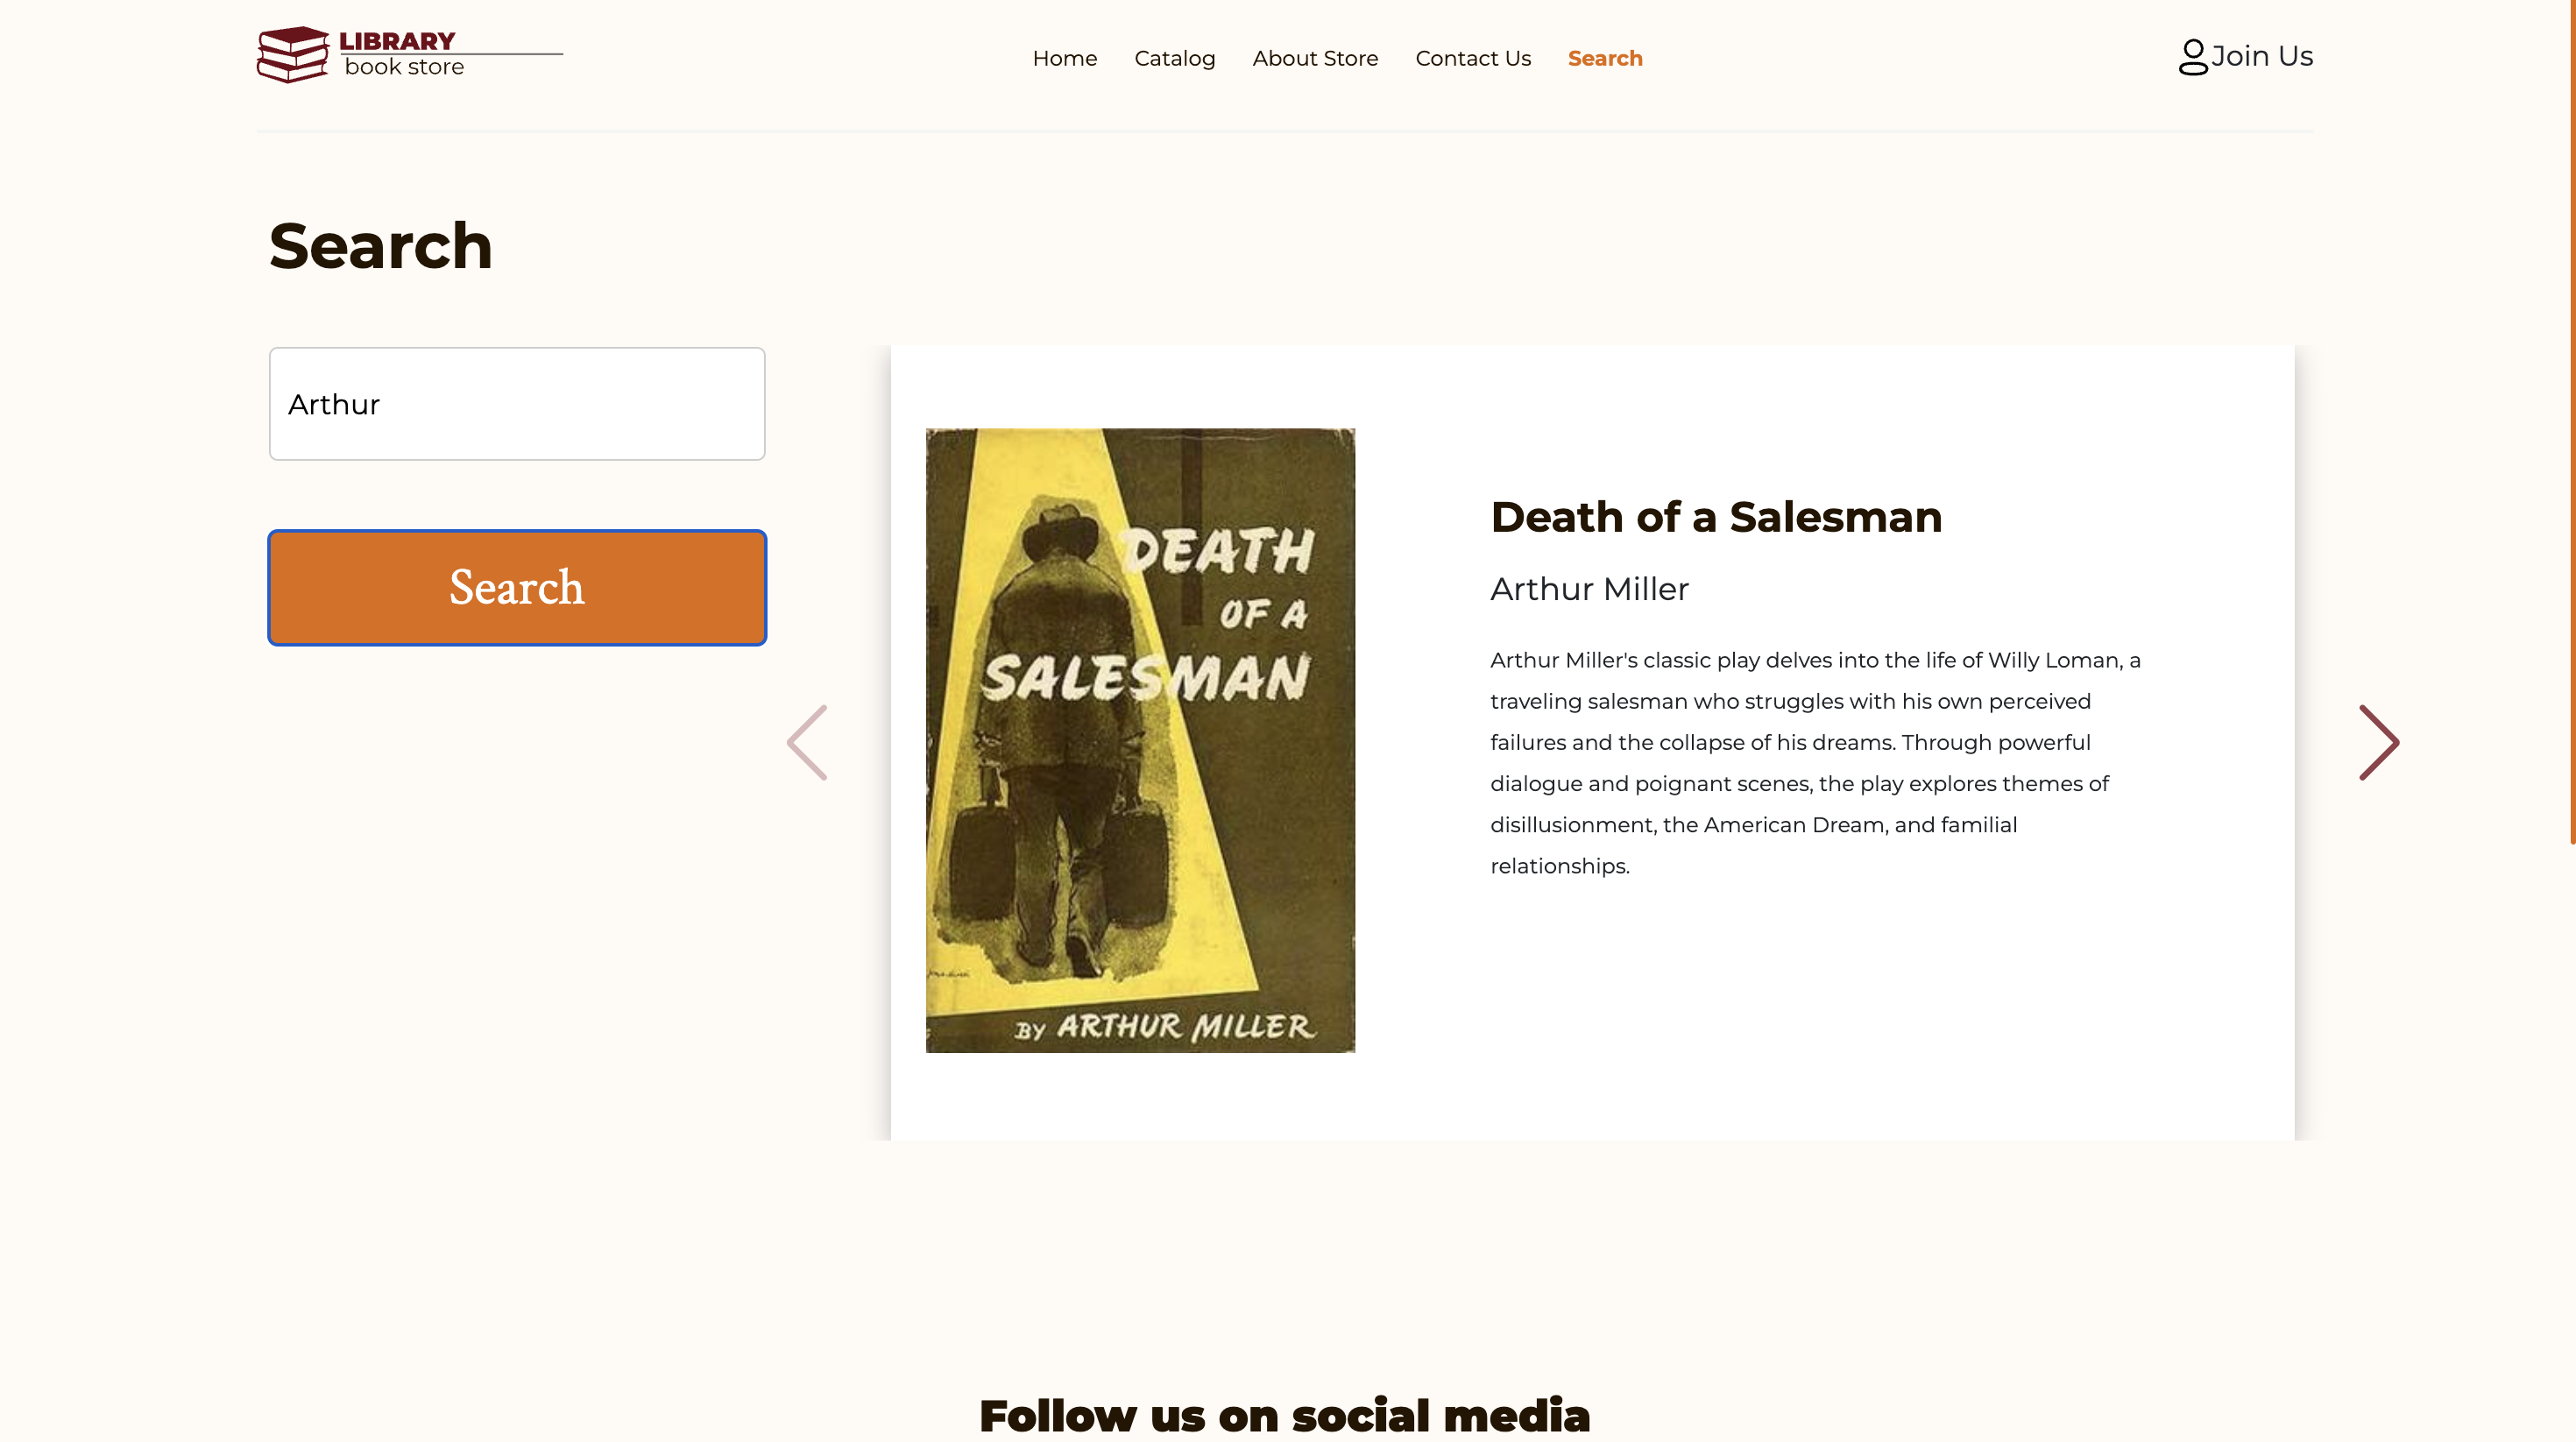 LIBRARY
book store
Home Catalog About Store Contact Us Search
Join Us
Search
Arthur
Search
DEATH
OF A
SALESMAN
BY ARTHUR MILLER
Death of a Salesman
Arthur Miller
Arthur Miller's classic play delves into the life of Willy Loman, a
traveling salesman who struggles with his own perceived
failures and the collapse of his dreams. Through powerful
dialogue and poignant scenes, the play explores themes of
disillusionment, the American Dream, and familial
relationships.
Follow us on social media